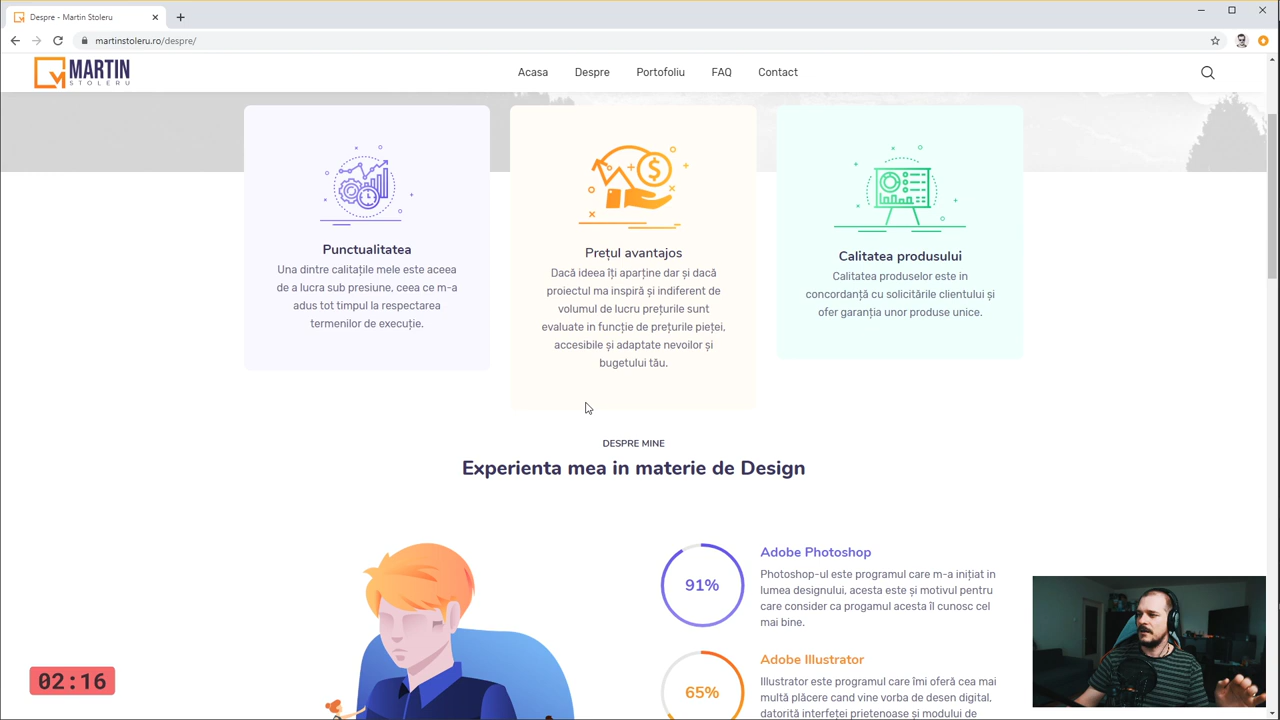 Despre - Martin Stoleru
martinstoleru.ro/despre/
MARTIN
STOLERU
Acasa
Despre
Portofoliu
FAQ
Contact
Punctualitatea
Una dintre calitațile mele este aceea
de a lucra sub presiune, ceea ce m-a
adus tot timpul la respectarea
termenilor de execuție.
Prețul avantajos
Dacă ideea îți aparține dar și dacă
proiectul ma inspiră și indiferent de
volumul de lucru prețurile sunt
evaluate in funcție de prețurile pieței,
accesibile și adaptate nevoilor și
bugetului tău.
Calitatea produsului
Calitatea produselor este in
concordanță cu solicitările clientului și
ofer garanția unor produse unice.
DESPRE MINE
Experienta mea in materie de Design
91%
Adobe Photoshop
Photoshop-ul este programul care m-a inițiat in
lumea designului, acesta este și motivul pentru
care consider ca progamul acesta îl cunosc cel
mai bine.
65%
Adobe Illustrator
Illustrator este programul care îmi oferă cea mai
multă plăcere cand vine vorba de desen digital,
datorită interfeței prietenoase și modului de
02:16